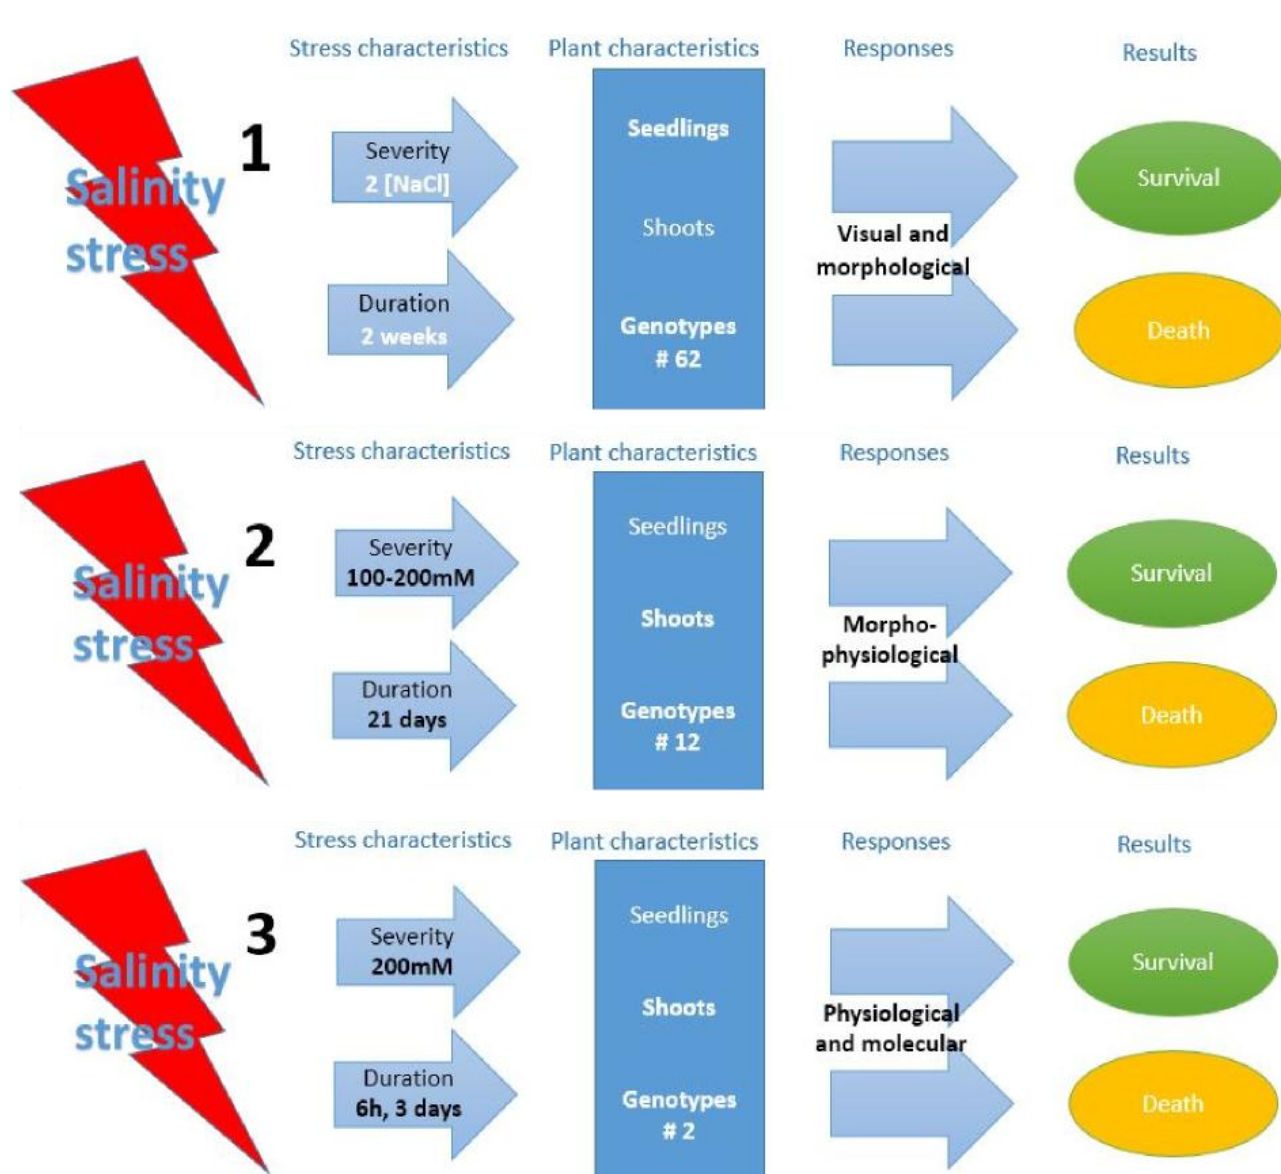 Stress characteristics
Plant characteristics
Responses
Results
Salinity
stress
1
Severity
2 [NaCl]
Duration
2 weeks
Seedlings
Shoots
Genotypes
# 62
Visual and
morphological
Survival
Death
Stress characteristics
Plant characteristics
Responses
Results
Salinity
stress
2
Severity
100-200mM
Duration
21 days
Seedlings
Shoots
Genotypes
# 12
Morpho-
physiological
Survival
Death
Stress characteristics
Plant characteristics
Responses
Results
Salinity
stress
3
Severity
200mM
Duration
6h, 3 days
Seedlings
Shoots
Genotypes
# 2
Physiological
and molecular
Survival
Death